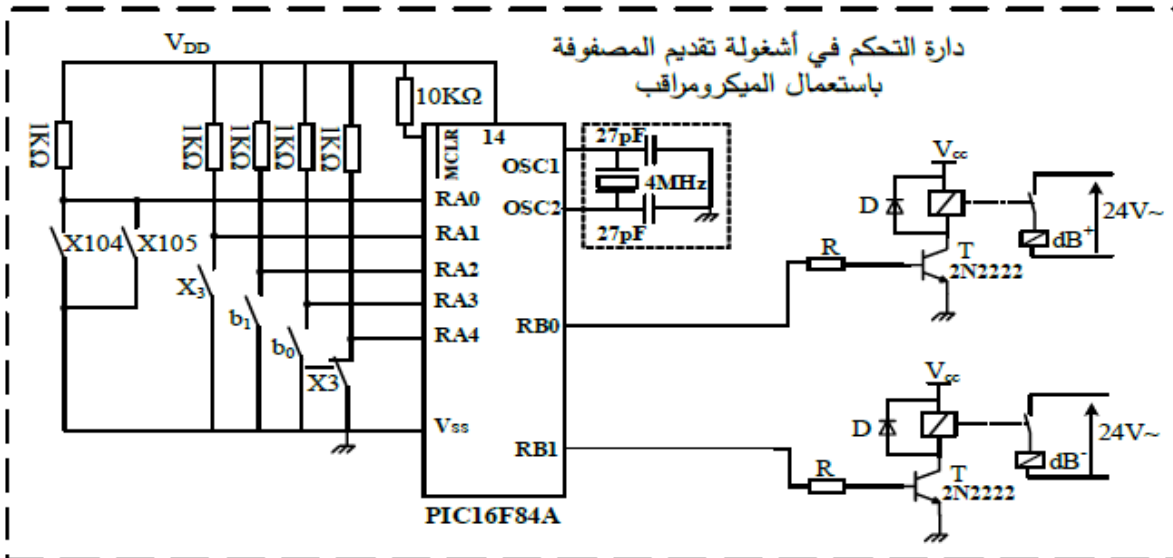 دارة التحكم في أشغولة تقديم المصفوفة
باستعمال الميكرومراقب
V_DD
10KΩ
1KΩ 1KΩ 1KΩ 1KΩ 1KΩ
MCLR
14
OSC1
OSC2
27pF
4MHz
27pF
RA0
RA1
RA2
RA3
RA4
X104 X105
X3
b1
b0
X̅3̅
Vss
RB0
RB1
PIC16F84A
Vcc
D
R
T
2N2222
dB+
24V~
Vcc
D
R
T
2N2222
dB-
24V~